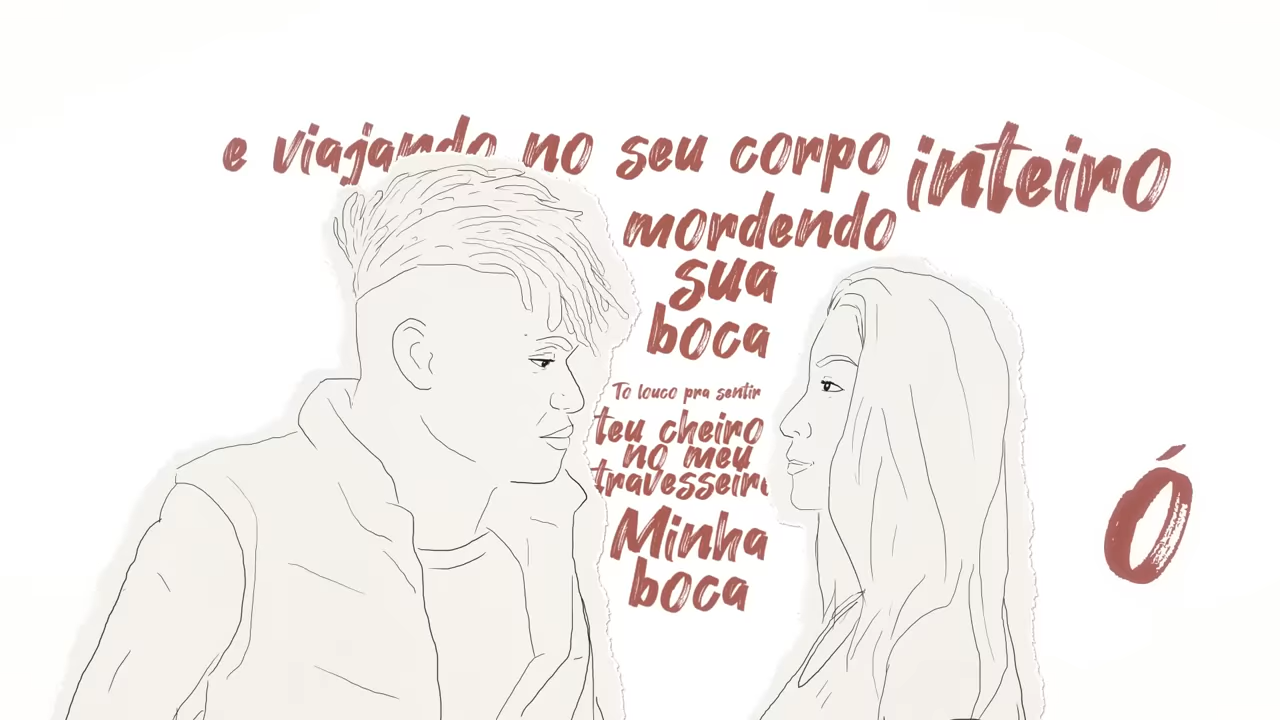 e viajando no seu corpo inteiro
mordendo
sua
boca
To louco pra sentir
teu cheiro
no meu
travesseiro
Minha
boca
Ó